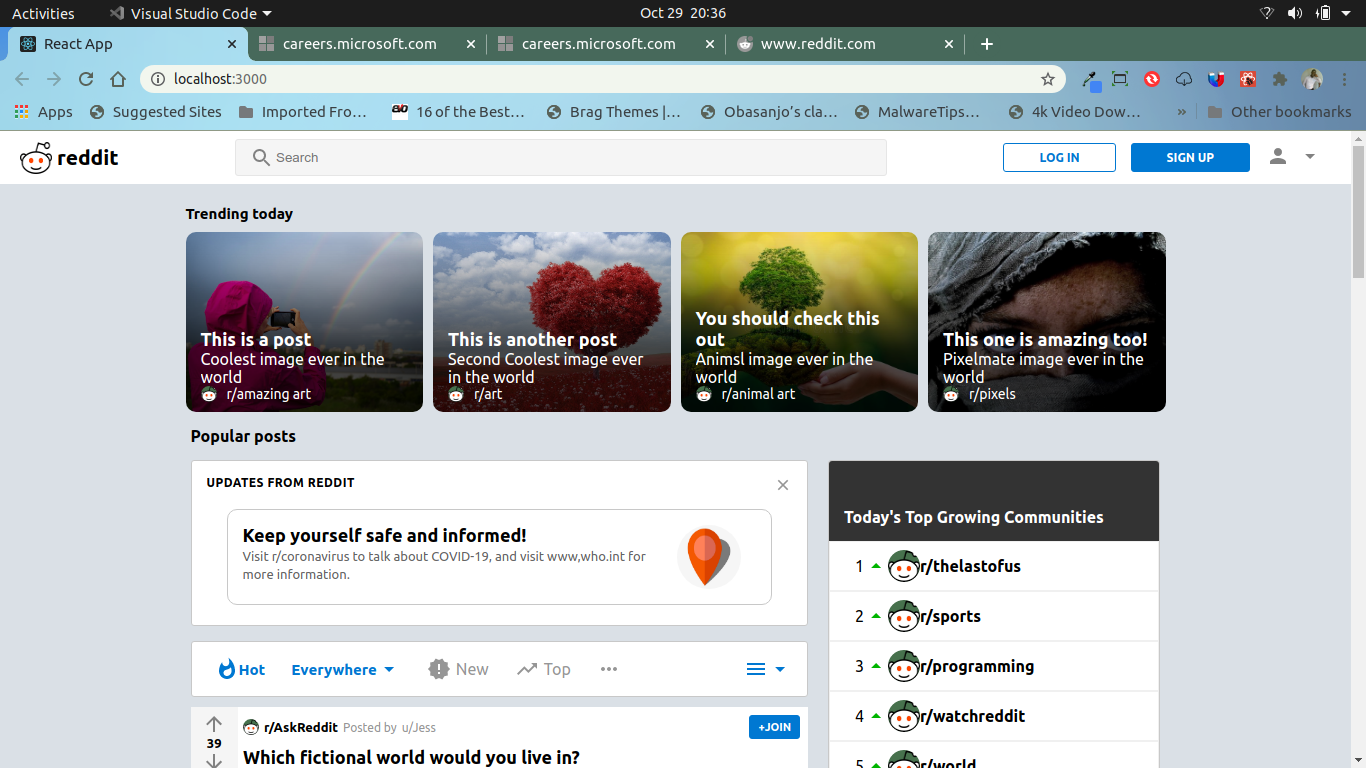 Activities
Visual Studio Code
Oct 29 20:36
React App
careers.microsoft.com
careers.microsoft.com
www.reddit.com
localhost:3000
Apps
Suggested Sites
Imported Fro...
16 of the Best...
Brag Themes |...
Obasanjo's cla...
MalwareTips...
4k Video Dow...
»
Other bookmarks
reddit
Search
LOG IN
SIGN UP
Trending today
This is a post
Coolest image ever in the
world
r/amazing art
This is another post
Second Coolest image ever
in the world
r/art
You should check this
out
Animsl image ever in the
world
r/animal art
This one is amazing too!
Pixelmate image ever in the
world
r/pixels
Popular posts
UPDATES FROM REDDIT
Keep yourself safe and informed!
Visit r/coronavirus to talk about COVID-19, and visit www,who.int for
more information.
Hot
Everywhere
New
Top
39
r/AskReddit Posted by u/Jess
+JOIN
Which fictional world would you live in?
Today's Top Growing Communities
1 r/thelastofus
2 r/sports
3 r/programming
4 r/watchreddit
5 r/world